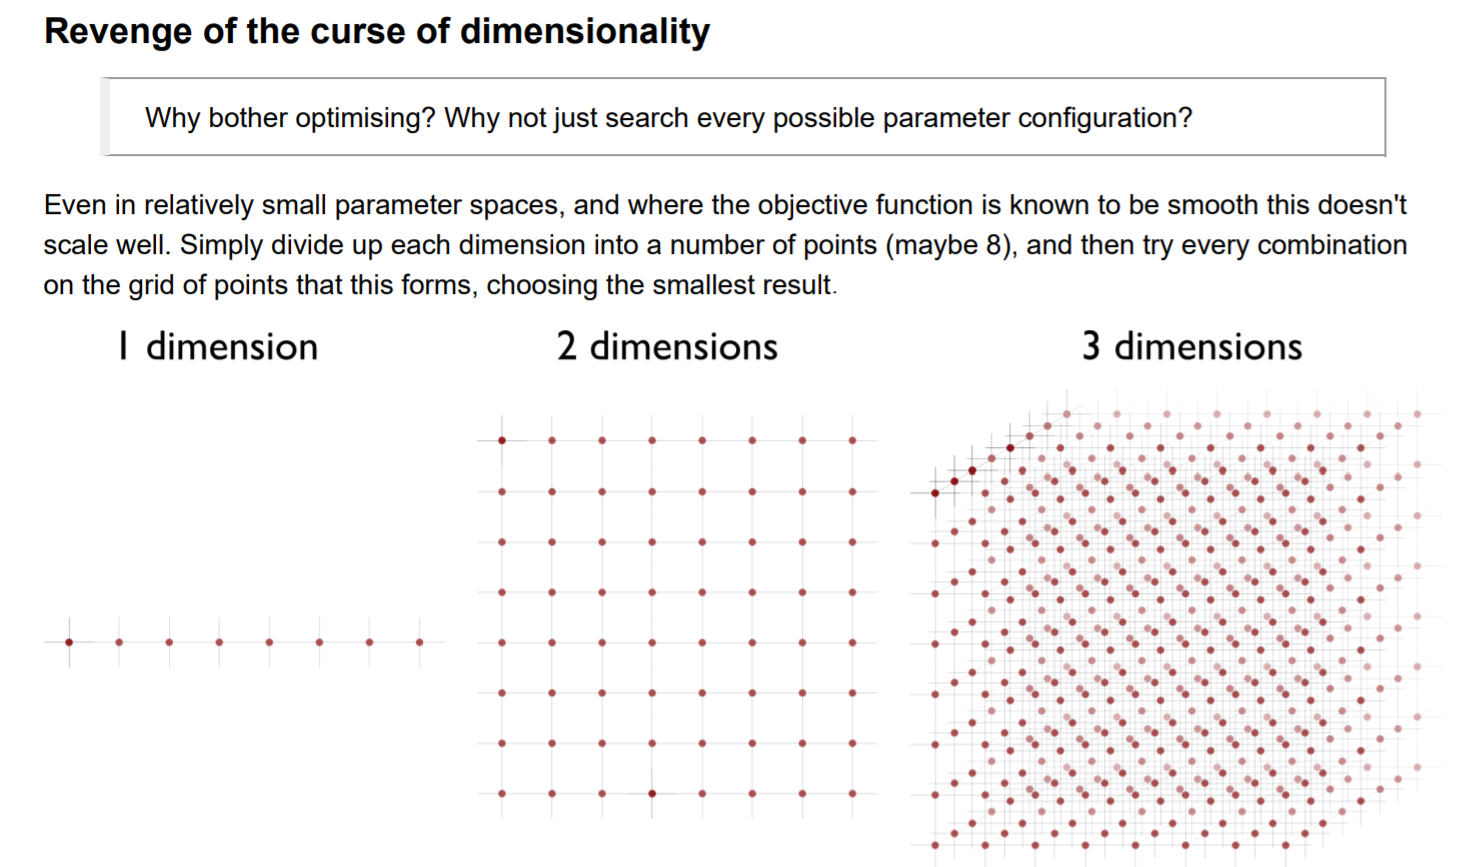 Revenge of the curse of dimensionality
Why bother optimising? Why not just search every possible parameter configuration?
Even in relatively small parameter spaces, and where the objective function is known to be smooth this doesn't
scale well. Simply divide up each dimension into a number of points (maybe 8), and then try every combination
on the grid of points that this forms, choosing the smallest result.
1 dimension
2 dimensions
3 dimensions